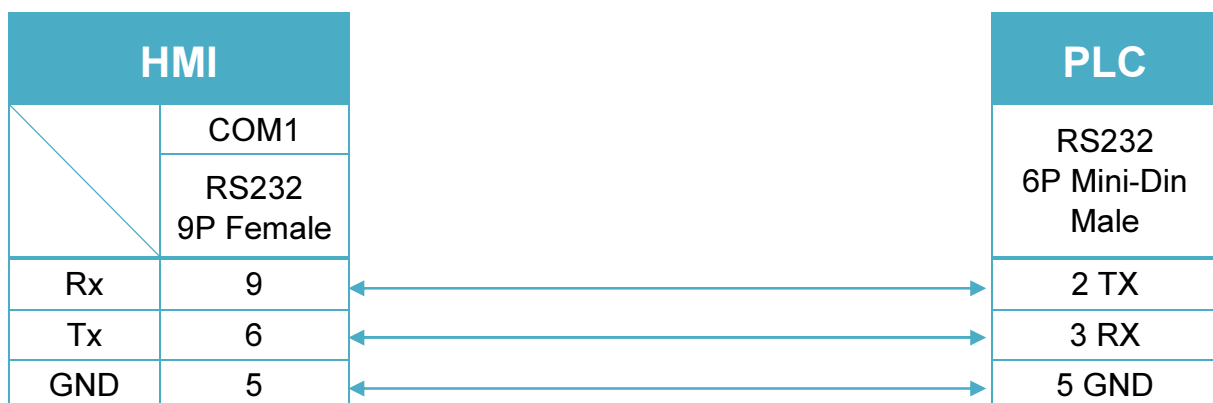 HMI
PLC
COM1
RS232
9P Female
RS232
6P Mini-Din
Male
Rx 9 2 TX
Tx 6 3 RX
GND 5 5 GND